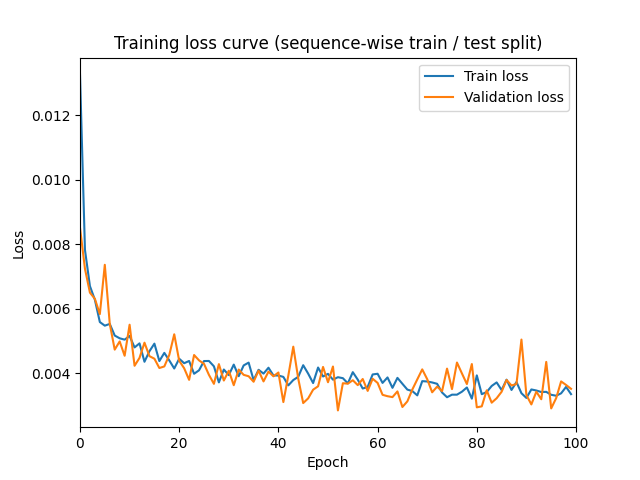 Training loss curve (sequence-wise train / test split)
Train loss
Validation loss
0.012
0.010
0.008
0.006
0.004
Loss
0
20
40
60
80
100
Epoch